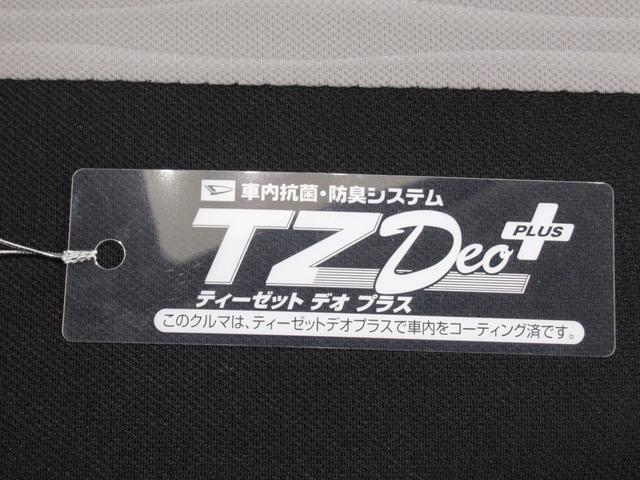 車内抗菌・防臭システム
TZ Deo PLUS
ティーゼット デオ プラス
このクルマは、ティーゼットデオプラスで車内をコーティング済です。